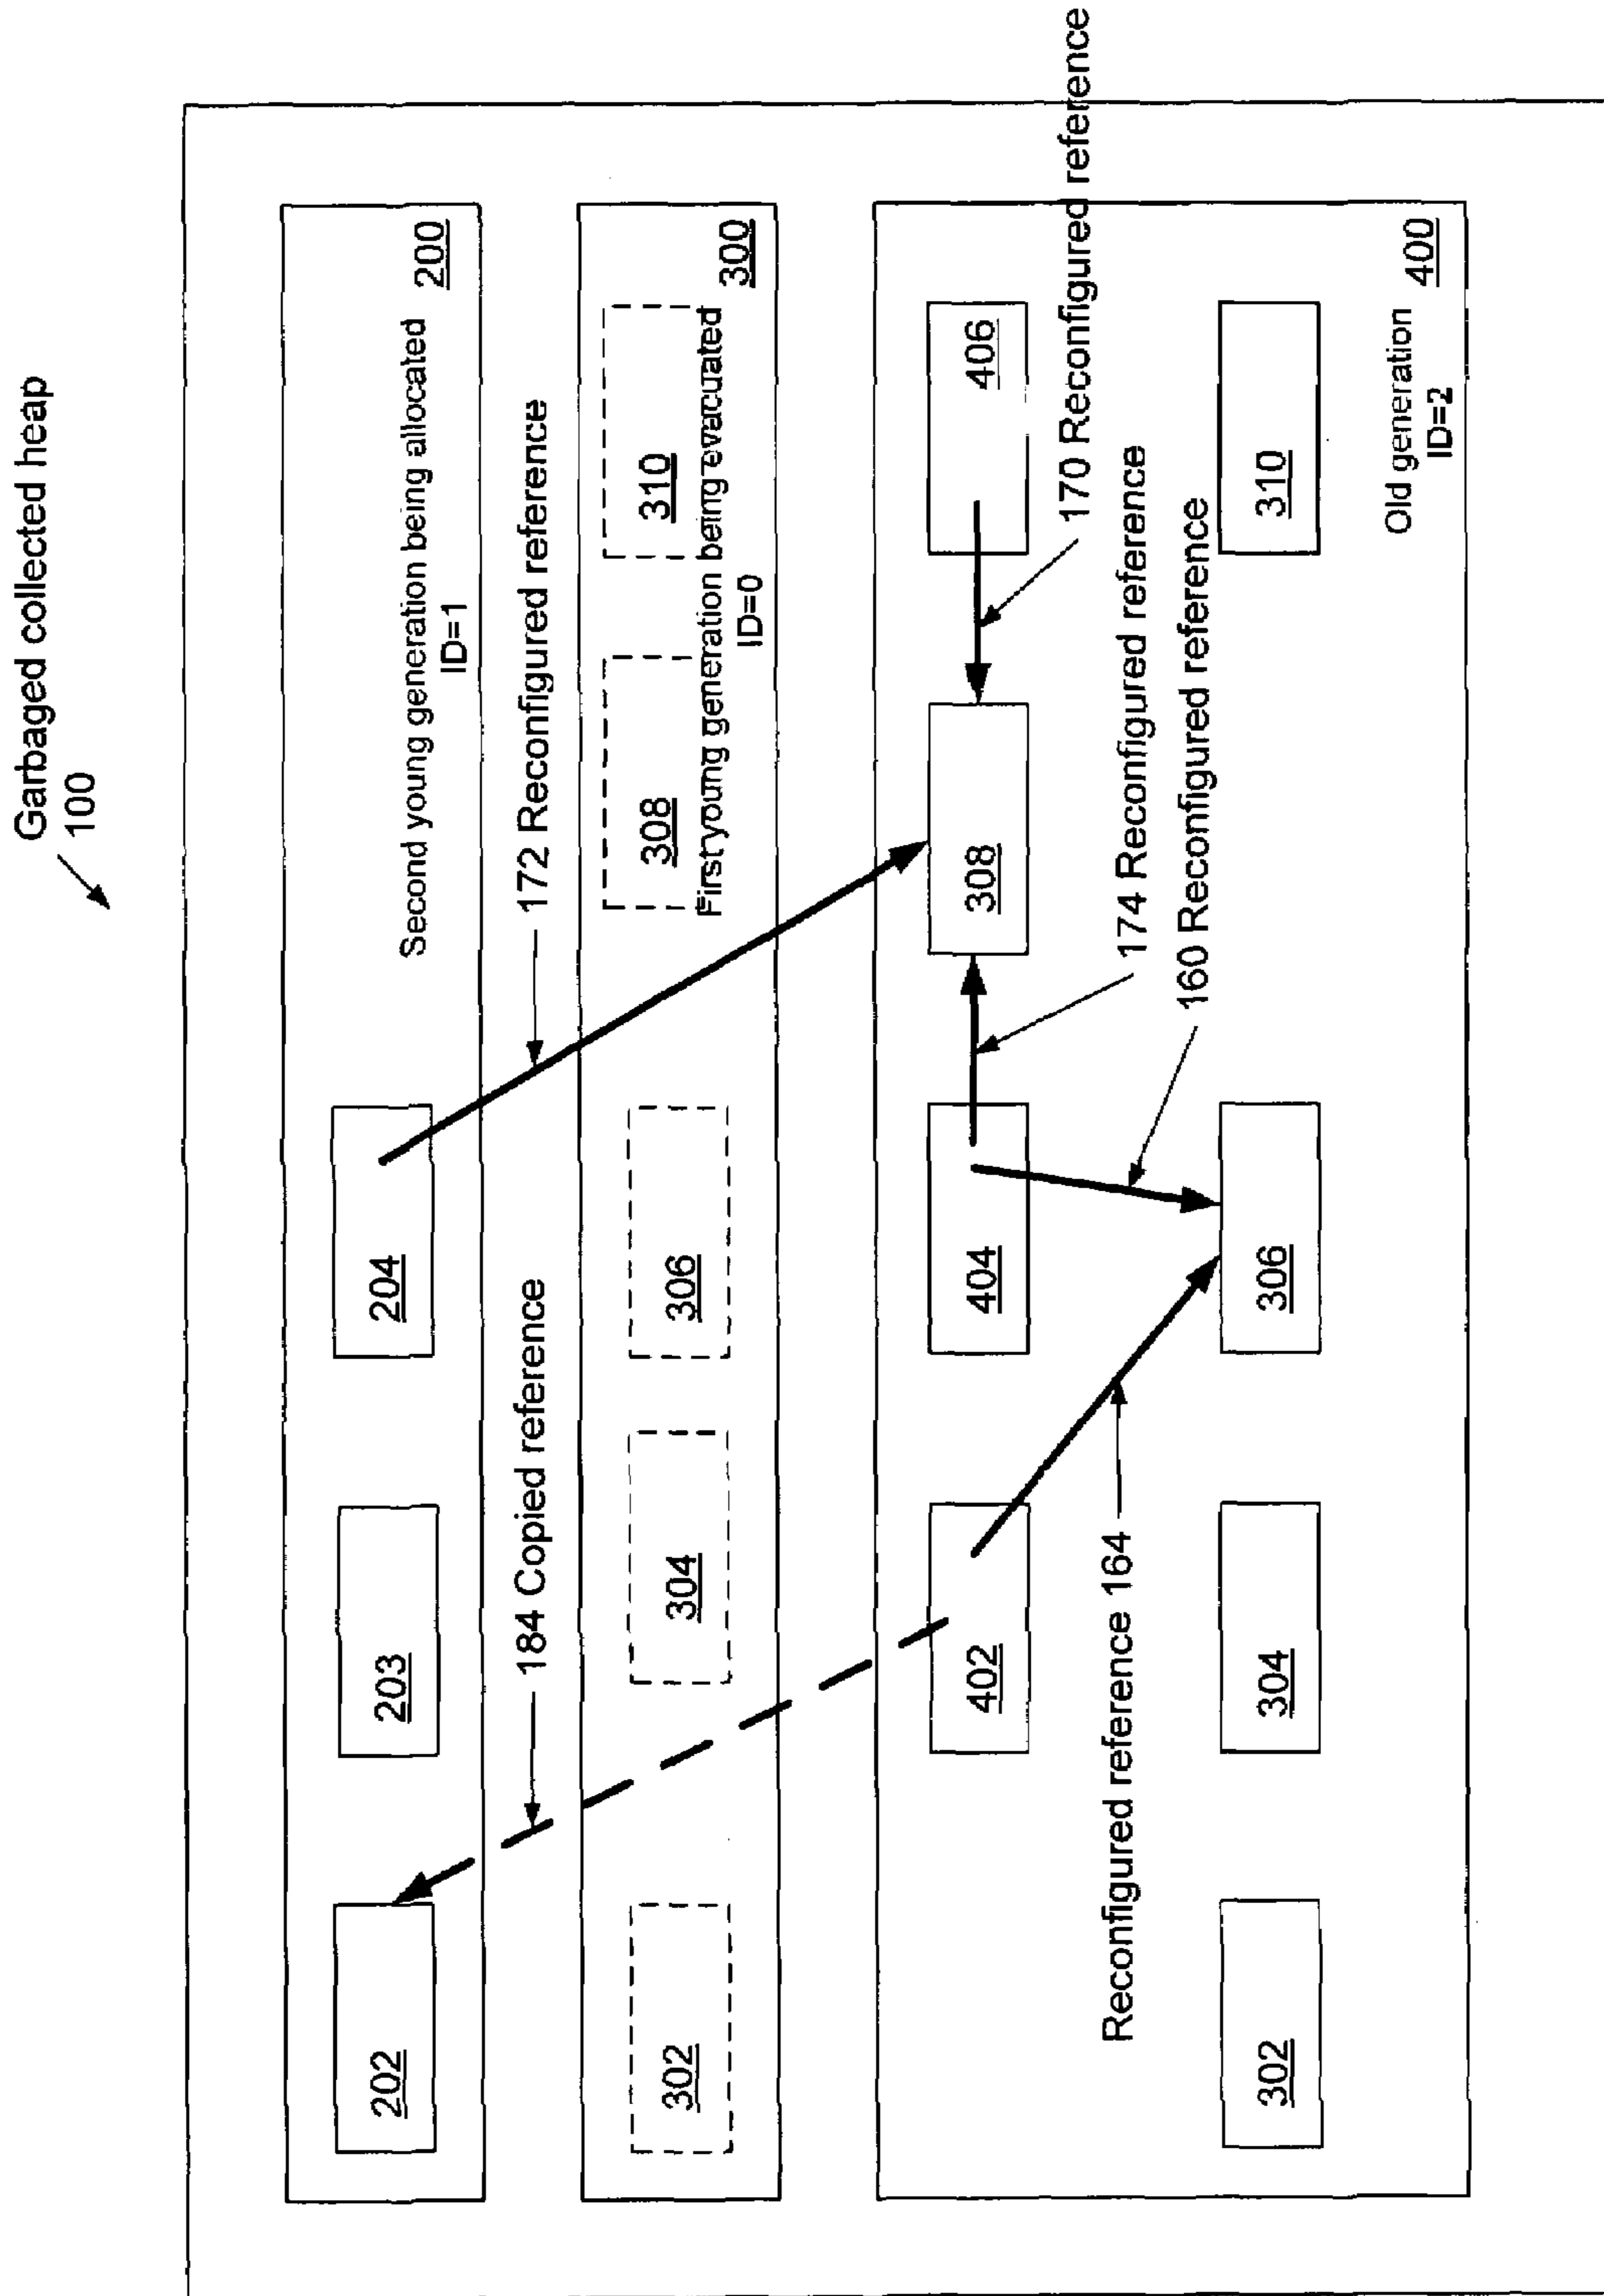 Garbaged collected heap
100
202
203
204
Second young generation being allocated
ID=1
200
184 Copied reference
172 Reconfigured reference
302
304
306
308
310
First young generation being evacuated
ID=0
300
402
404
308
406
170 Reconfigured reference
174 Reconfigured reference
160 Reconfigured reference
Reconfigured reference 164
302
304
306
310
Old generation
ID=2
400